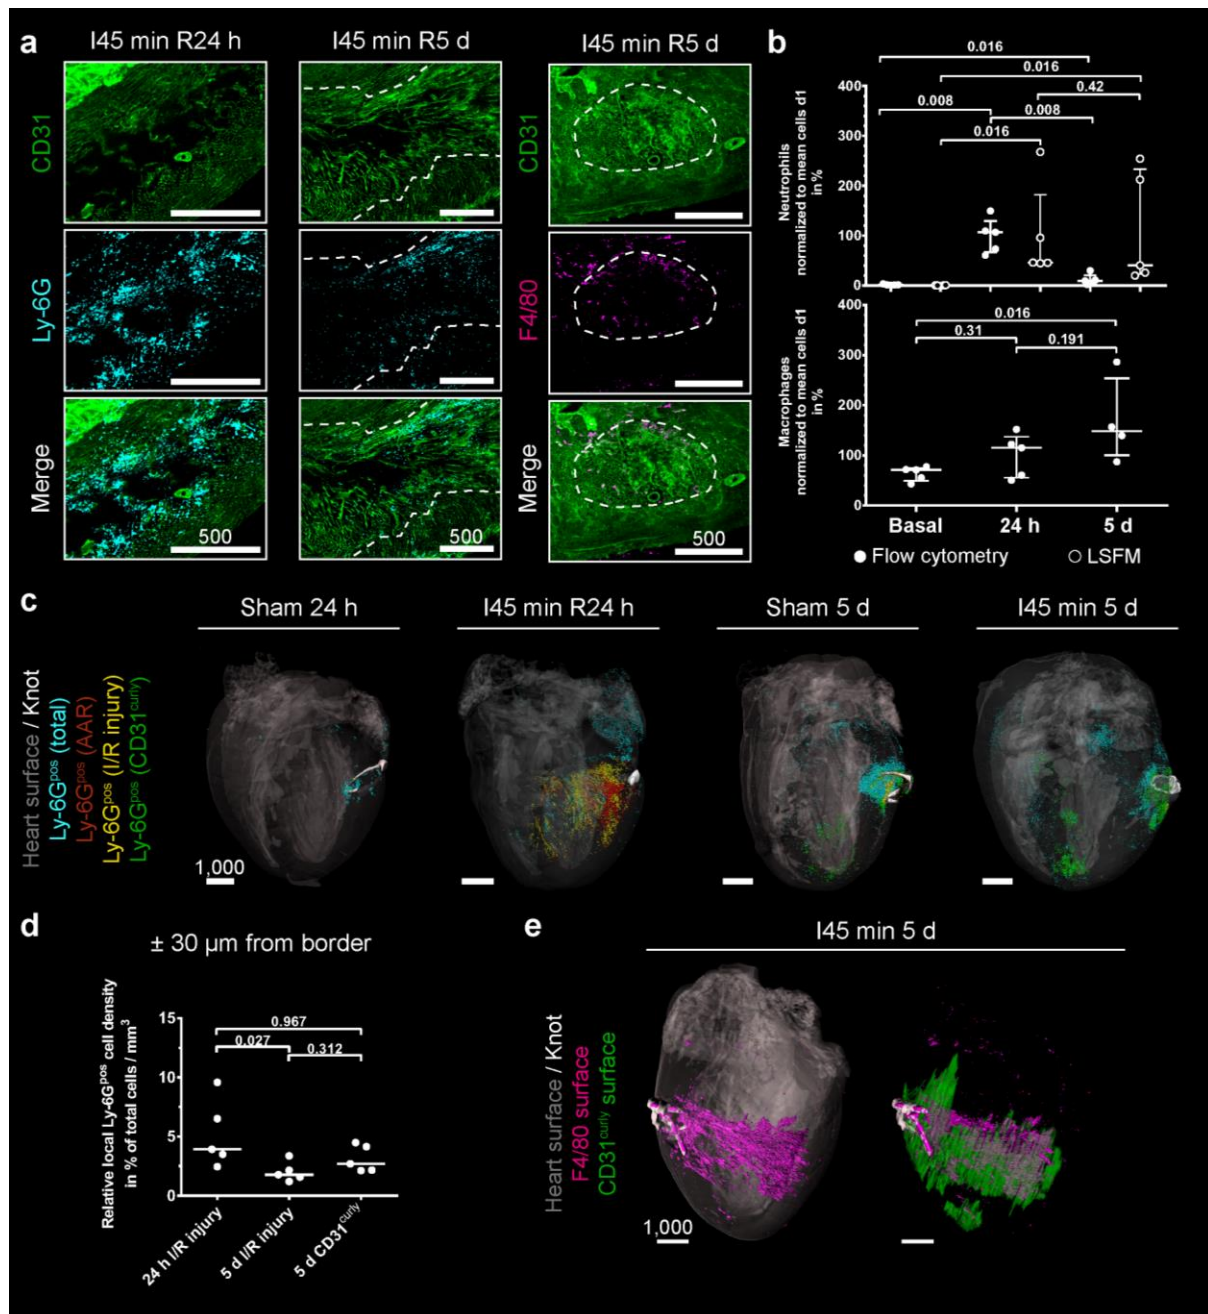 a
I45 min R24 h
I45 min R5 d
I45 min R5 d
CD31
CD31
Ly-6G
F4/80
Merge
Merge
500
500
500
b
0.016
0.016
0.42
0.008
0.008
0.016
Neutrophils
normalized to mean cells d1
in %
400
300
200
100
0
0.016
0.31
0.191
Macrophages
normalized to mean cells d1
in %
400
300
200
100
0
Basal
24 h
5 d
Flow cytometry
LSFM
c
Sham 24 h
I45 min R24 h
Sham 5 d
I45 min 5 d
Heart surface / Knot
Ly-6Gpos (total)
Ly-6Gpos (AAR)
Ly-6Gpos (I/R injury)
Ly-6Gpos (CD31curly)
1,000
d
± 30 µm from border
Relative local Ly-6Gpos cell density
in % of total cells / mm3
15
10
5
0
0.967
0.027
0.312
24 h I/R injury
5 d I/R injury
5 d CD31curly
e
I45 min 5 d
Heart surface / Knot
F4/80 surface
CD31curly surface
1,000